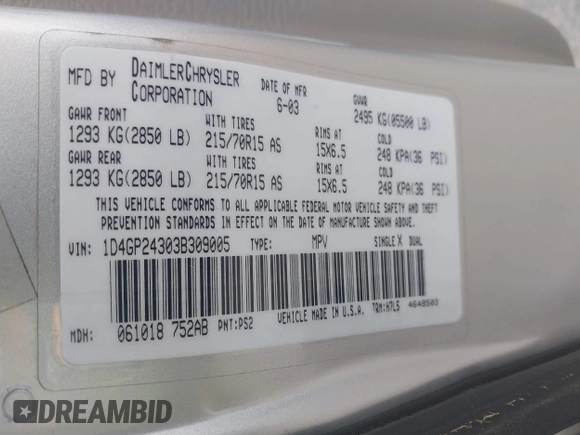 MFD BY DAIMLERCHRYSLER CORPORATION DATE OF MFR 6-03 GVWR 2495 KG(05500 LB)
GAWR FRONT WITH TIRES RIMS AT COLD
1293 KG(2850 LB) 215/70R15 AS 15X6.5 248 KPA(36 PSI)
GAWR REAR WITH TIRES RIMS AT COLD
1293 KG(2850 LB) 215/70R15 AS 15X6.5 248 KPA(36 PSI)
THIS VEHICLE CONFORMS TO ALL APPLICABLE FEDERAL MOTOR VEHICLE SAFETY AND THEFT
PREVENTION STANDARDS IN EFFECT ON THE DATE OF MANUFACTURE SHOWN ABOVE.
VIN: 1D4GP24303B309005 TYPE: MPV SINGLE X DUAL
MDH: 061018 752AB PNT:PS2 VEHICLE MADE IN U.S.A. TRM:H7L5 4648503
DREAMBID